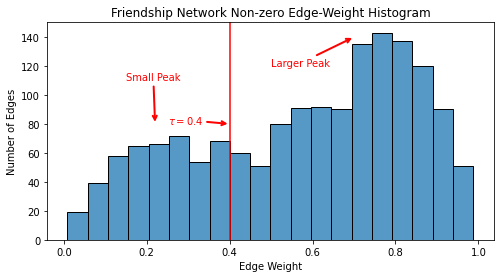 Friendship Network Non-zero Edge-Weight Histogram
140
120
100
80
60
40
20
0
Number of Edges
Small Peak
τ = 0.4
Larger Peak
0.0 0.2 0.4 0.6 0.8 1.0
Edge Weight